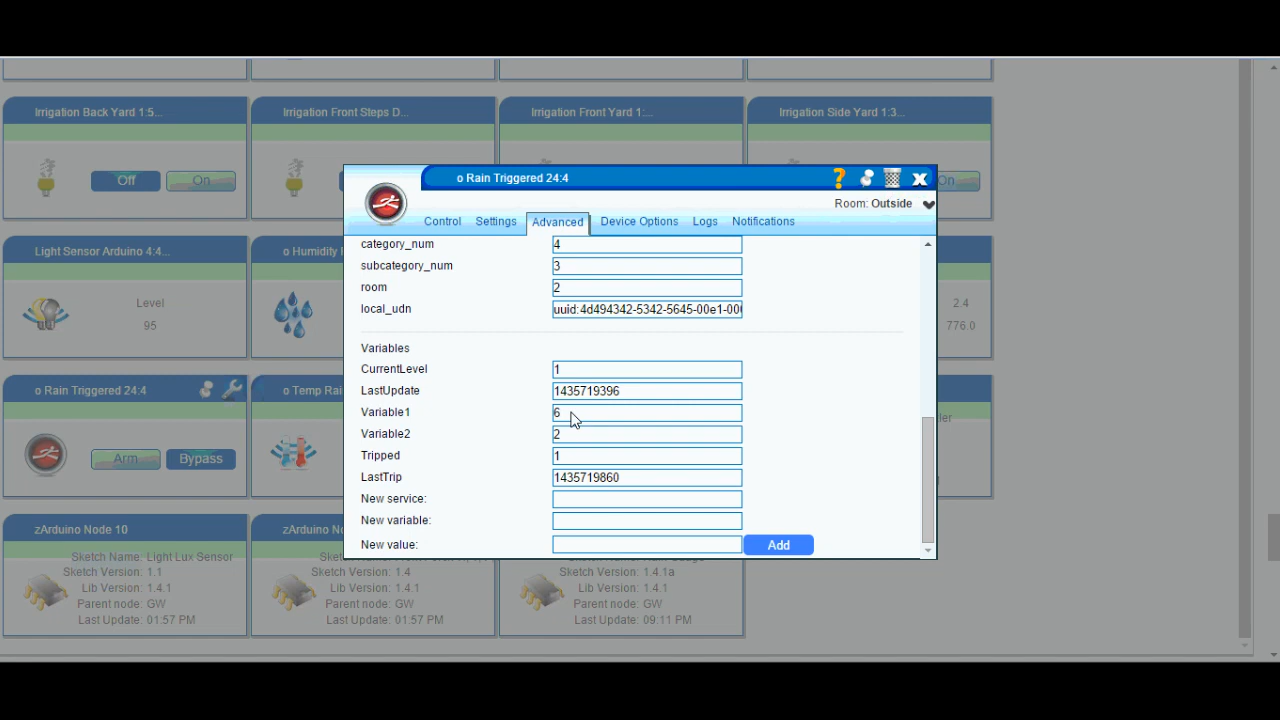 Irrigation Back Yard 1:5...
Irrigation Front Steps D...
Irrigation Front Yard 1:...
Irrigation Side Yard 1:3...
Off
On
On
o Rain Triggered 24:4
Room: Outside
Control
Settings
Advanced
Device Options
Logs
Notifications
category_num
4
subcategory_num
3
room
2
local_udn
uuid:4d494342-5342-5645-00e1-00
Variables
CurrentLevel
1
LastUpdate
1435719396
Variable1
6
Variable2
2
Tripped
1
LastTrip
1435719860
New service:
New variable:
New value:
Add
Light Sensor Arduino 4:4...
Level
95
o Humidity
2.4
776.0
o Rain Triggered 24:4
Arm
Bypass
o Temp Rai
zArduino Node 10
Sketch Name: Light Lux Sensor
Sketch Version: 1.1
Lib Version: 1.4.1
Parent node: GW
Last Update: 01:57 PM
zArduino
Sketch Version: 1.4
Lib Version: 1.4.1
Parent node: GW
Last Update: 01:57 PM
Sketch Version: 1.4.1a
Lib Version: 1.4.1
Parent node: GW
Last Update: 09:11 PM